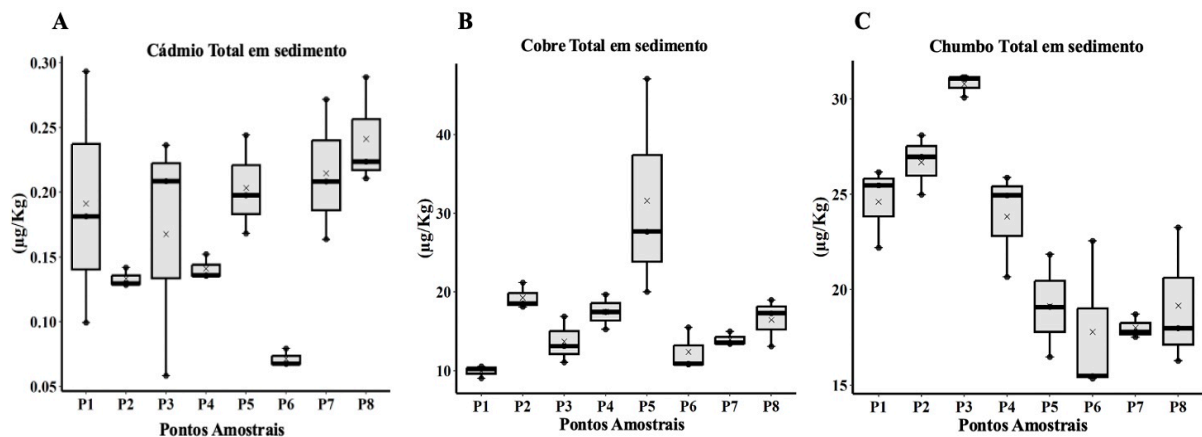 A
Cádmio Total em sedimento
0.30
0.25
0.20
0.15
0.10
0.05
(µg/Kg)
P1 P2 P3 P4 P5 P6 P7 P8
Pontos Amostrais
B
Cobre Total em sedimento
40
30
20
10
(µg/Kg)
P1 P2 P3 P4 P5 P6 P7 P8
Pontos Amostrais
C
Chumbo Total em sedimento
30
25
20
15
(µg/Kg)
P1 P2 P3 P4 P5 P6 P7 P8
Pontos Amostrais